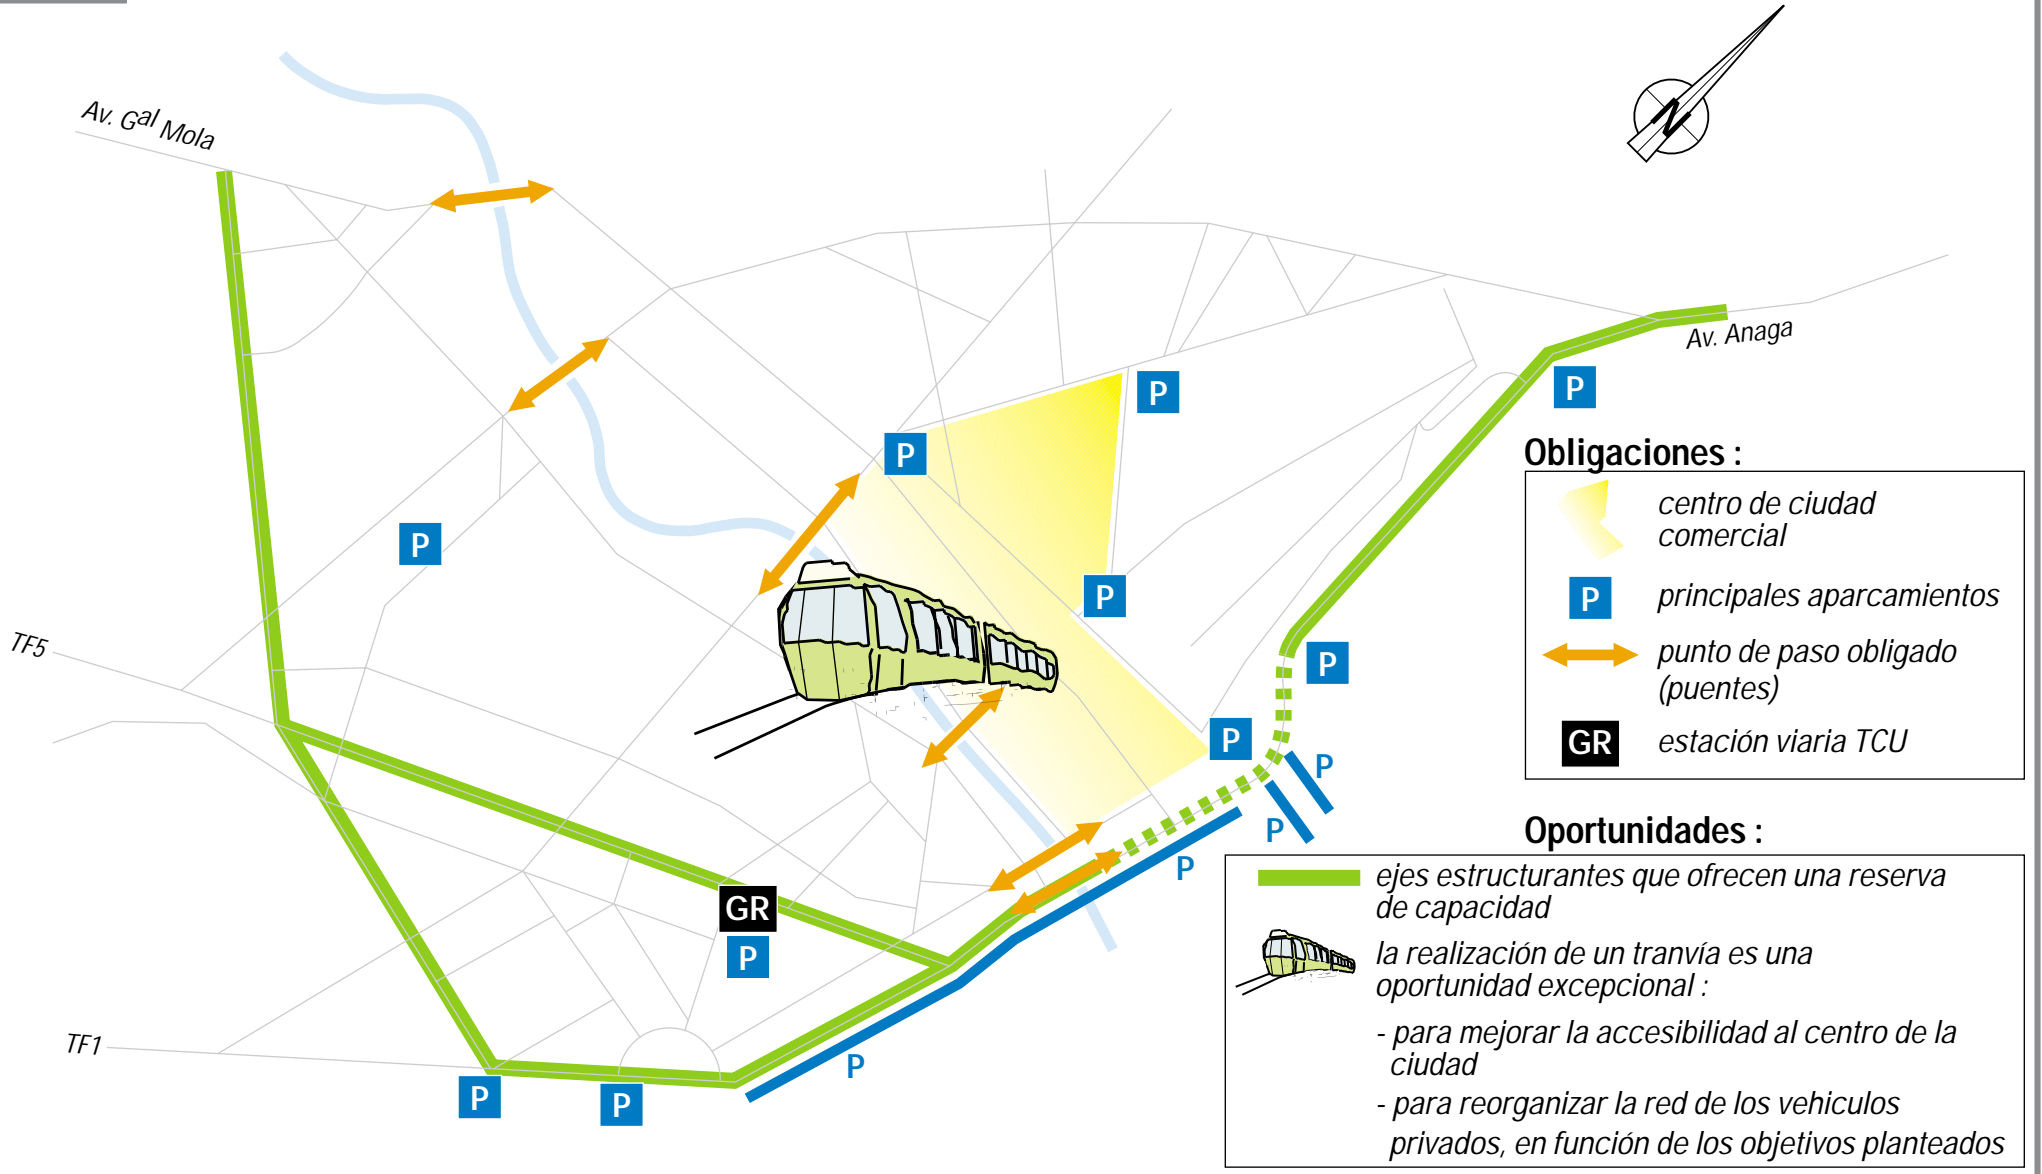 Av. Gal Mola
Av. Anaga
P
P
P
P
P
P
P
TF5
P
P
P
P
GR
P
TF1
P
P
P
Obligaciones :
centro de ciudad
comercial
P principales aparcamientos
punto de paso obligado
(puentes)
GR estación viaria TCU
Oportunidades :
ejes estructurantes que ofrecen una reserva
de capacidad
la realización de un tranvía es una
oportunidad excepcional :
- para mejorar la accesibilidad al centro de la
ciudad
- para reorganizar la red de los vehiculos
privados, en función de los objetivos planteados
N